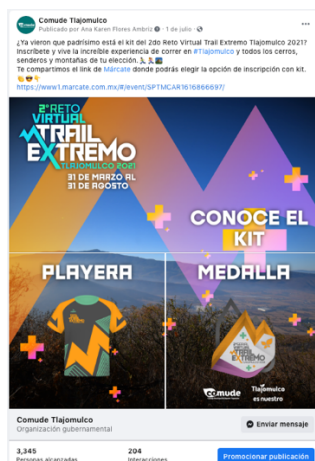 Comude Tlajomulco
Publicado por Ana Karen Flores Ambriz · 1 de julio ·
¿Ya vieron que padrísimo está el kit del 2do Reto Virtual Trail Extremo Tlajomulco 2021?
Inscríbete y vive la increíble experiencia de correr en #Tlajomulco y todos los cerros,
senderos y montañas de tu elección.
Te compartimos el link de Márcate donde podrás elegir la opción de inscripción con kit.
https://www1.marcate.com.mx/#/event/SPTMCAR1616866697/
2º RETO
VIRTUAL
TRAIL
EXTREMO
TLAJOMULCO 2021
31 DE MARZO AL
31 DE AGOSTO
CONOCE EL
KIT
PLAYERA
MEDALLA
TRAIL
EXTREMO
Comude
Tlajomulco
es nuestro
Comude Tlajomulco
Organización gubernamental
Enviar mensaje
3,345
204
Personas alcanzadas
Interacciones
Promocionar publicación